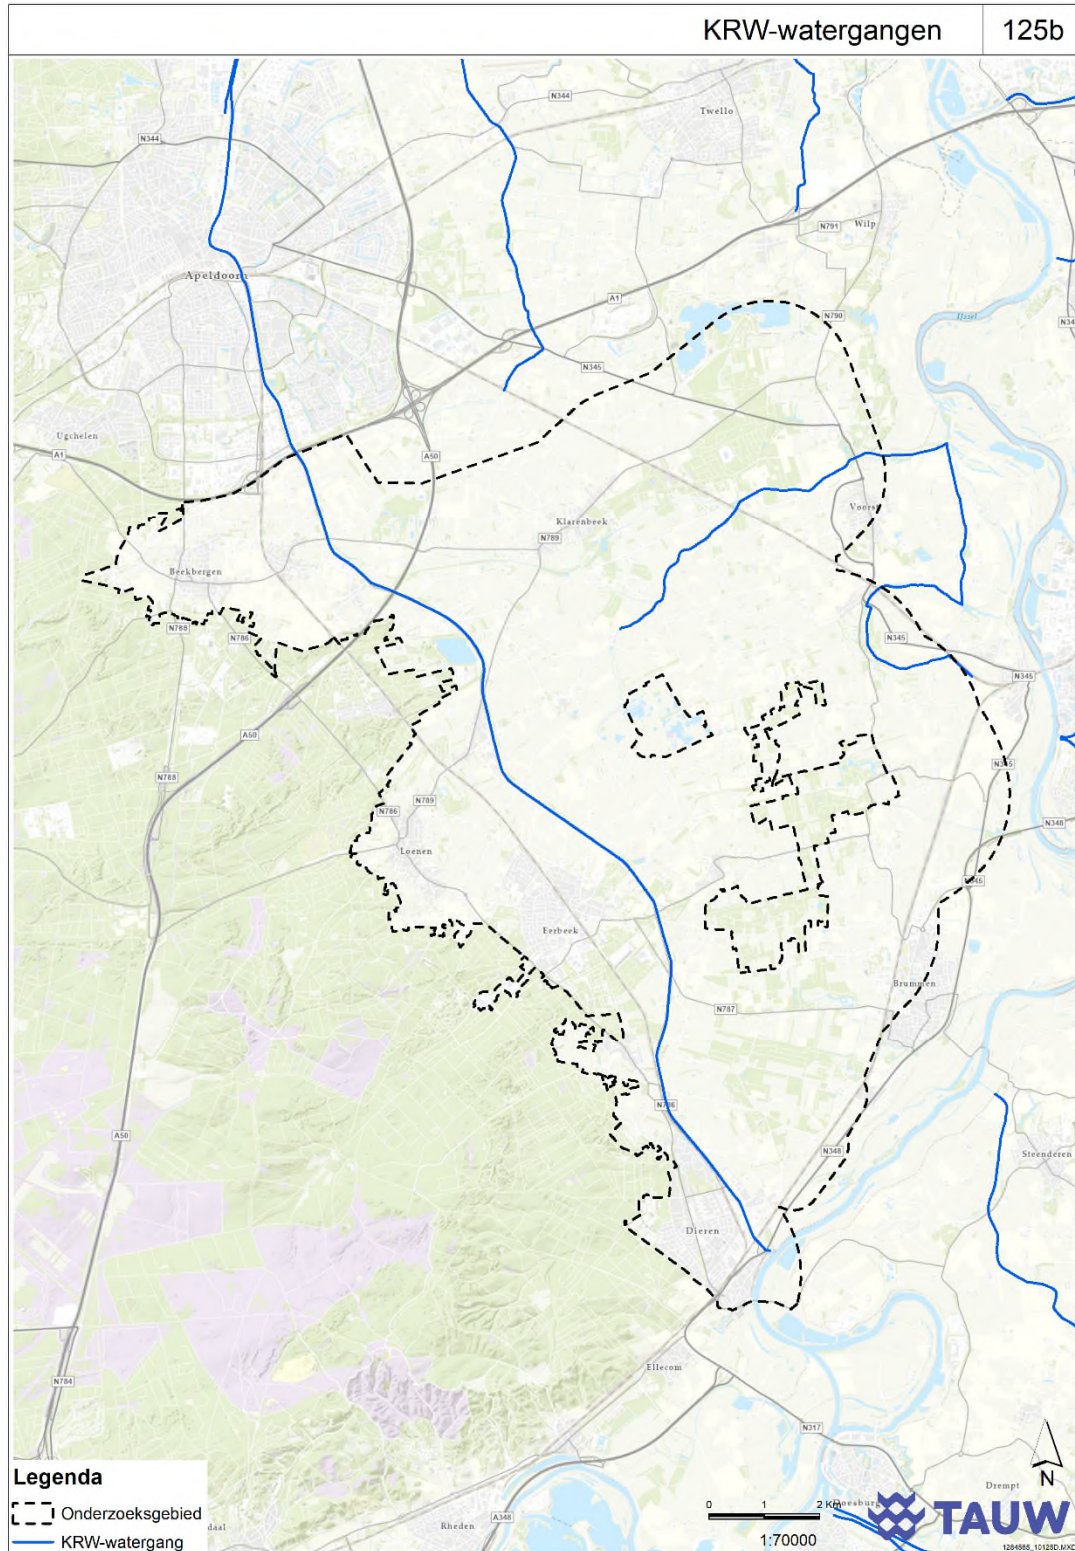 KRW-watergangen 125b
N344
Twello
N344
N791
Wilp
Apeldoorn
A1
N790
IJssel
N34
N345
Ugchelen
A1
A50
Voorst
Klarenbeek
N789
Beekbergen
N788
N786
N345
N345
A50
N345
N788
N789
N786
N348
Loenen
N346
Eerbeek
Brummen
N787
N786
A50
N348
Steenderen
Dieren
Ellecom
N784
N317
Legenda
Onderzoeksgebied
KRW-watergang
daal
Rheden
A348
0 1 2 Km
1:70000
Doesburg
Drempt
N
TAUW